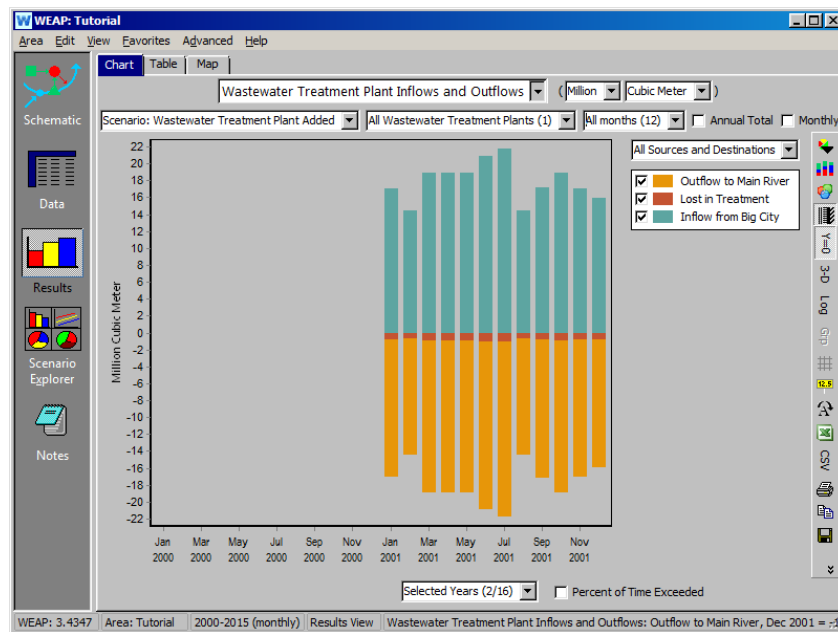 WEAP: Tutorial
Area Edit View Favorites Advanced Help
Chart Table Map
Wastewater Treatment Plant Inflows and Outflows ( Million Cubic Meter )
Scenario: Wastewater Treatment Plant Added All Wastewater Treatment Plants (1) All months (12) Annual Total Monthly
All Sources and Destinations
Outflow to Main River
Lost in Treatment
Inflow from Big City
Schematic
Data
Results
Scenario
Explorer
Notes
Million Cubic Meter
22
20
18
16
14
12
10
8
6
4
2
0
-2
-4
-6
-8
-10
-12
-14
-16
-18
-20
-22
Jan Mar May Jul Sep Nov Jan Mar May Jul Sep Nov
2000 2000 2000 2000 2000 2000 2001 2001 2001 2001 2001 2001
Y=0
3-D
Log
Grp
12.5
CSV
Selected Years (2/16) Percent of Time Exceeded
WEAP: 3.4347 Area: Tutorial 2000-2015 (monthly) Results View Wastewater Treatment Plant Inflows and Outflows: Outflow to Main River, Dec 2001 =